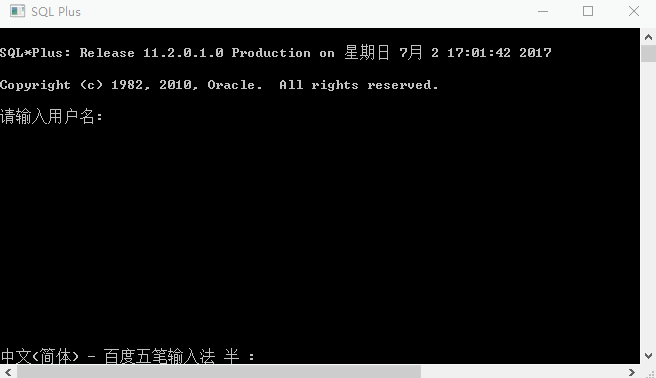 SQL Plus
SQL*Plus: Release 11.2.0.1.0 Production on 星期日 7月 2 17:01:42 2017
Copyright (c) 1982, 2010, Oracle.  All rights reserved.
请输入用户名:
中文(简体) - 百度五笔输入法 半 :